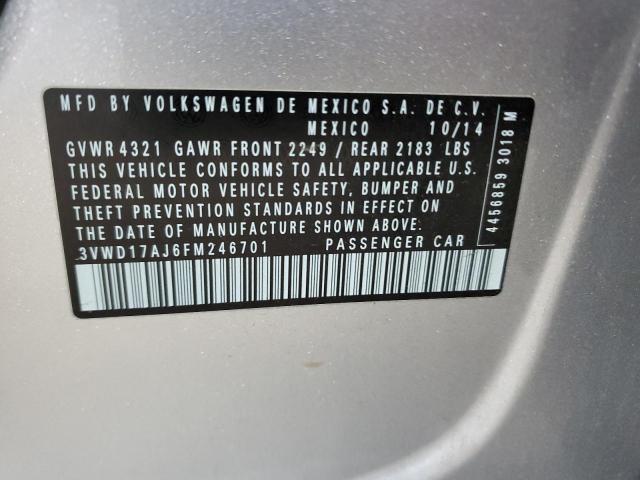 MFD BY VOLKSWAGEN DE MEXICO S.A. DE C.V.
MEXICO 10/14
GVWR 4321 GAWR FRONT 2249 / REAR 2183 LBS
THIS VEHICLE CONFORMS TO ALL APPLICABLE U.S.
FEDERAL MOTOR VEHICLE SAFETY, BUMPER AND
THEFT PREVENTION STANDARDS IN EFFECT ON
THE DATE OF MANUFACTURE SHOWN ABOVE.
3VWD17AJ6FM246701 PASSENGER CAR
4456859 3018 M